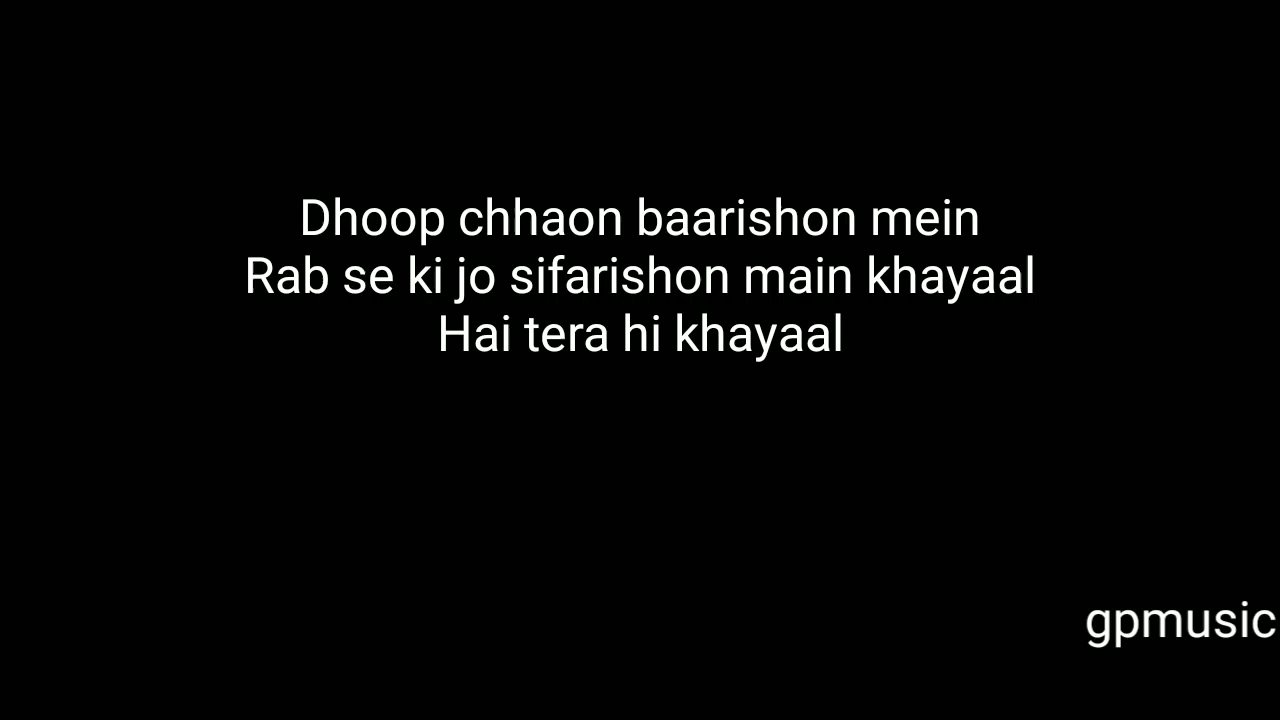 Dhoop chhaon baarishon mein
Rab se ki jo sifarishon main khayaal
Hai tera hi khayaal
gpmusic